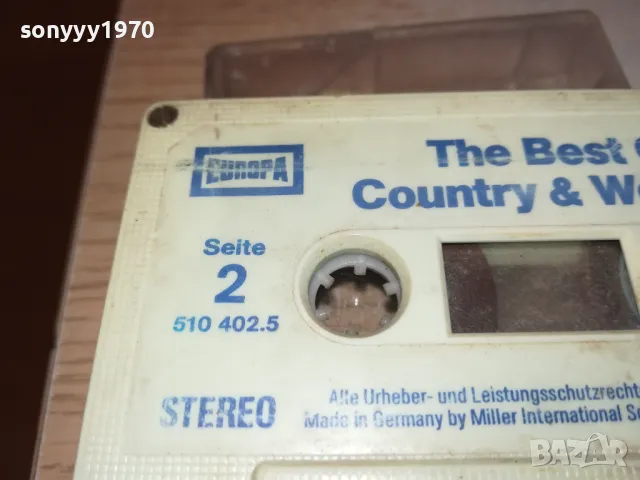 sonyyy1970
EUROPA
The Best
Country &
Seite
2
510 402.5
STEREO
Alle Urheber- und Leistungsschutzrecht
Made in Germany by Miller International
BAZAR